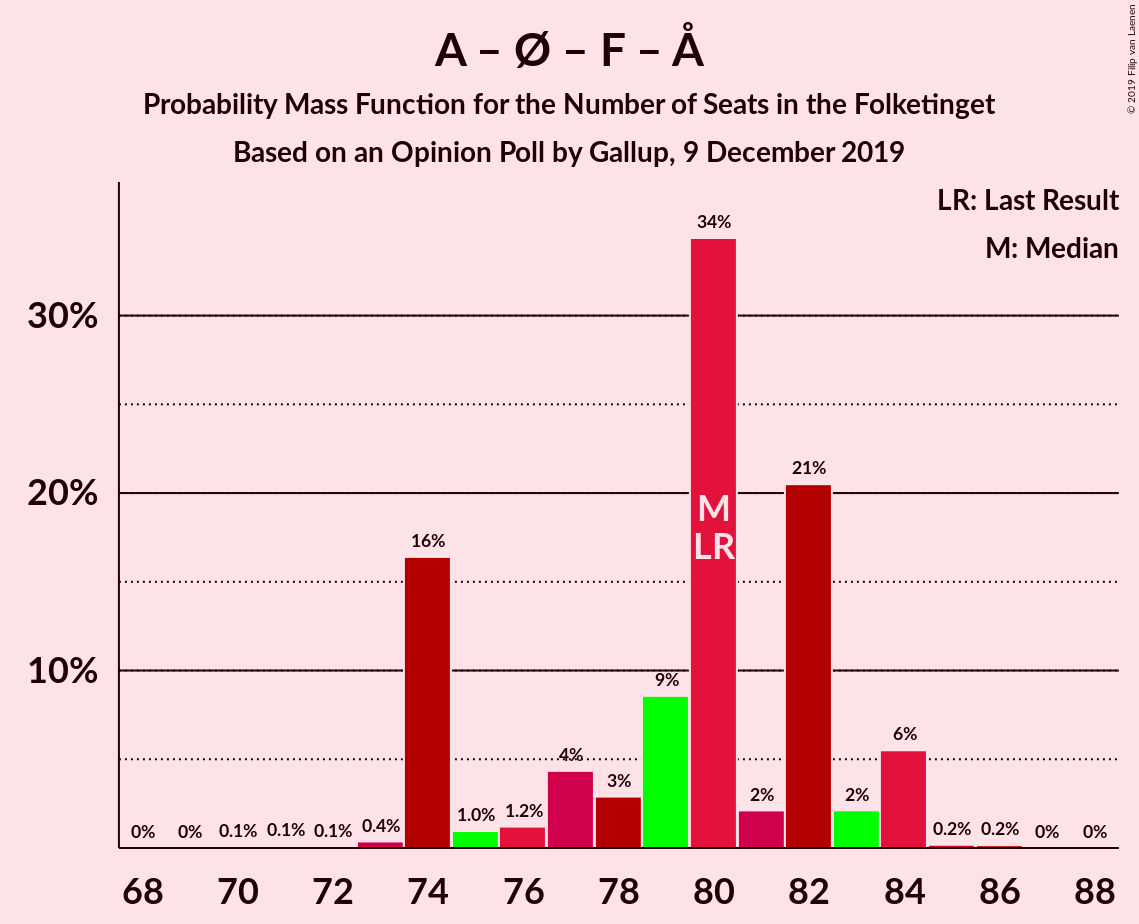 A – Ø – F – Å
Probability Mass Function for the Number of Seats in the Folketinget
Based on an Opinion Poll by Gallup, 9 December 2019
© 2019 Filip van Laenen
LR: Last Result
M: Median
30%
20%
10%
0%
0%
0.1%
0.1%
0.1%
0.4%
16%
1.0%
1.2%
4%
3%
9%
34%
M
LR
2%
21%
2%
6%
0.2%
0.2%
0%
0%
68 70 72 74 76 78 80 82 84 86 88